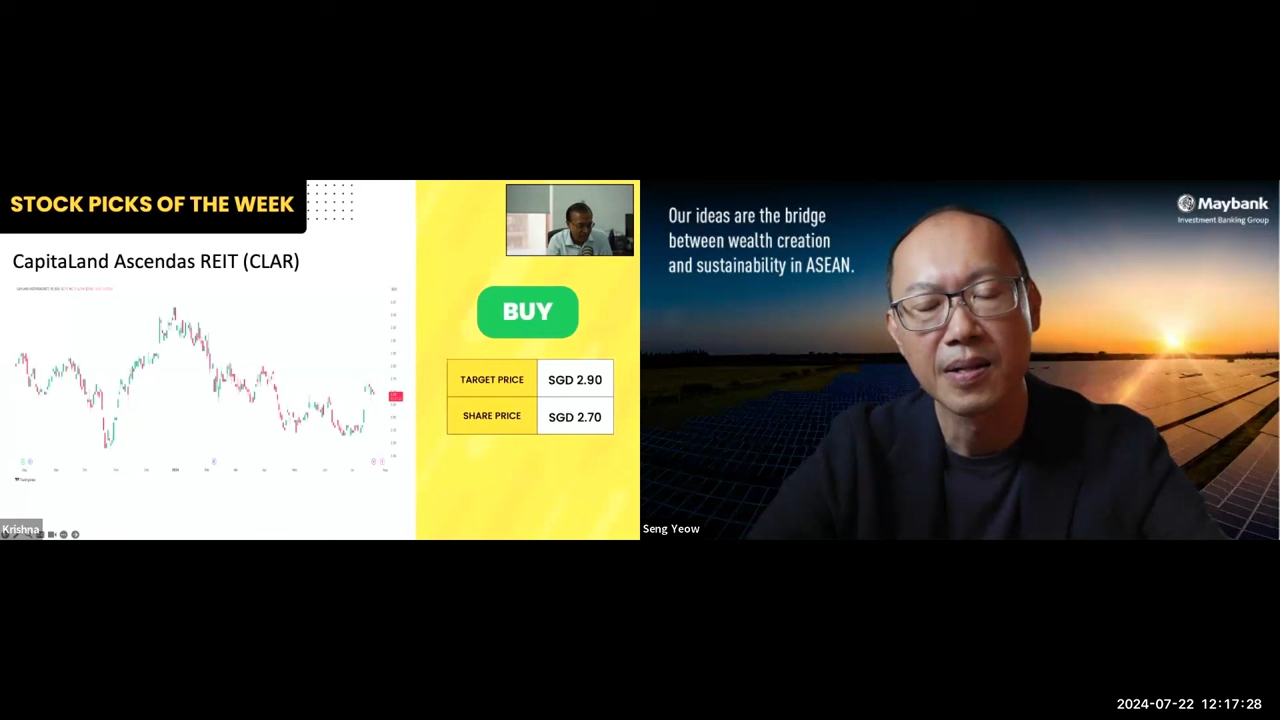 STOCK PICKS OF THE WEEK
CapitaLand Ascendas REIT (CLAR)
BUY
TARGET PRICE SGD 2.90
SHARE PRICE SGD 2.70
2024
TradingView
Krishna
Our ideas are the bridge
between wealth creation
and sustainability in ASEAN.
Maybank
Investment Banking Group
Seng Yeow
2024-07-22 12:17:28